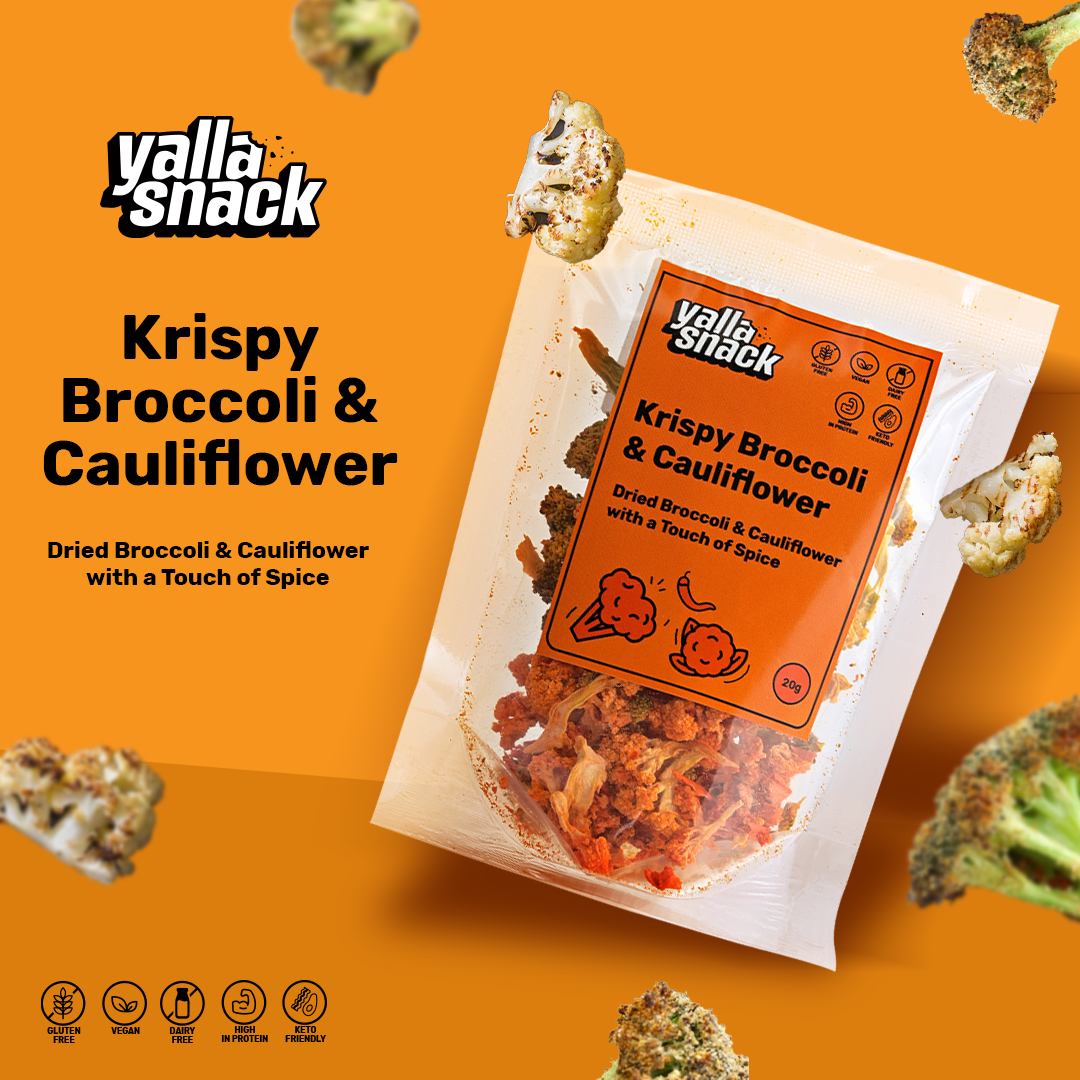 yalla
snack
Krispy
Broccoli &
Cauliflower
Dried Broccoli & Cauliflower
with a Touch of Spice
GLUTEN
FREE
VEGAN
DAIRY
FREE
HIGH
IN PROTEIN
KETO
FRIENDLY
yalla
snack
GLUTEN
FREE
VEGAN
DAIRY
FREE
HIGH
IN PROTEIN
KETO
FRIENDLY
Krispy Broccoli
& Cauliflower
Dried Broccoli & Cauliflower
with a Touch of Spice
20g